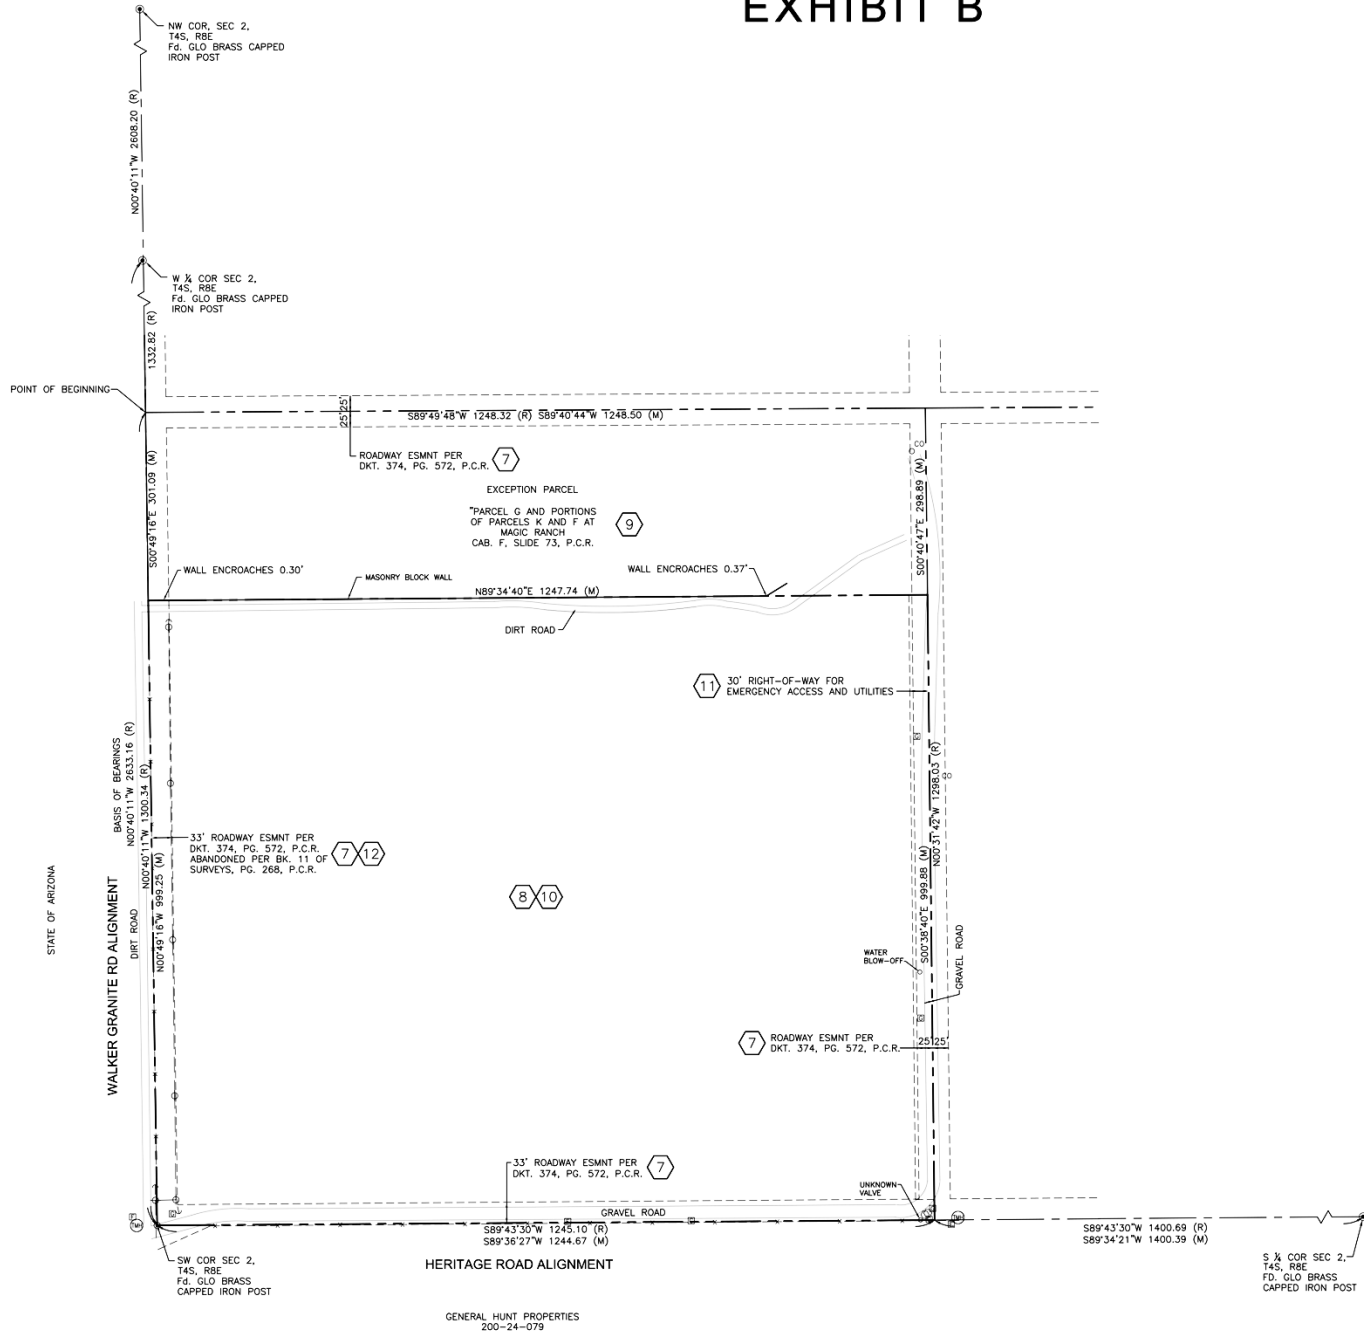 EXHIBIT B
NW COR, SEC 2,
T4S, R8E
Fd. GLO BRASS CAPPED
IRON POST
N00°40'11"W 2608.20 (R)
W ¼ COR SEC 2,
T4S, R8E
Fd. GLO BRASS CAPPED
IRON POST
1332.82 (R)
POINT OF BEGINNING
25'25'
S89°49'48"W 1248.32 (R) S89°40'44"W 1248.50 (M)
ROADWAY ESMNT PER
DKT. 374, PG. 572, P.C.R.
7
EXCEPTION PARCEL
"PARCEL G AND PORTIONS
OF PARCELS K AND F AT
MAGIC RANCH
CAB. F, SLIDE 73, P.C.R.
9
S00°49'16"E 301.09 (M)
S00°40'47"E 298.89 (M)
WALL ENCROACHES 0.30'
MASONRY BLOCK WALL
N89°34'40"E 1247.74 (M)
WALL ENCROACHES 0.37'
DIRT ROAD
11
30' RIGHT-OF-WAY FOR
EMERGENCY ACCESS AND UTILITIES
BASIS OF BEARINGS
N00°40'11"W 2633.16 (R)
N00°40'11"W 1300.34 (R)
N00°49'16"W 999.25 (M)
33' ROADWAY ESMNT PER
DKT. 374, PG. 572, P.C.R.
ABANDONED PER BK. 11 OF
SURVEYS, PG. 268, P.C.R.
7 12
8 10
STATE OF ARIZONA
WALKER GRANITE RD ALIGNMENT
DIRT ROAD
N00°31'42"W 1298.03 (R)
S00°38'40"E 999.88 (M)
WATER
BLOW-OFF
GRAVEL ROAD
7
ROADWAY ESMNT PER
DKT. 374, PG. 572, P.C.R.
25'25'
33' ROADWAY ESMNT PER
DKT. 374, PG. 572, P.C.R.
7
UNKNOWN
VALVE
GRAVEL ROAD
S89°43'30"W 1245.10 (R)
S89°36'27"W 1244.67 (M)
S89°43'30"W 1400.69 (R)
S89°34'21"W 1400.39 (M)
SW COR SEC 2,
T4S, R8E
Fd. GLO BRASS
CAPPED IRON POST
HERITAGE ROAD ALIGNMENT
S ¼ COR SEC 2,
T4S, R8E
FD. GLO BRASS
CAPPED IRON POST
GENERAL HUNT PROPERTIES
200-24-079